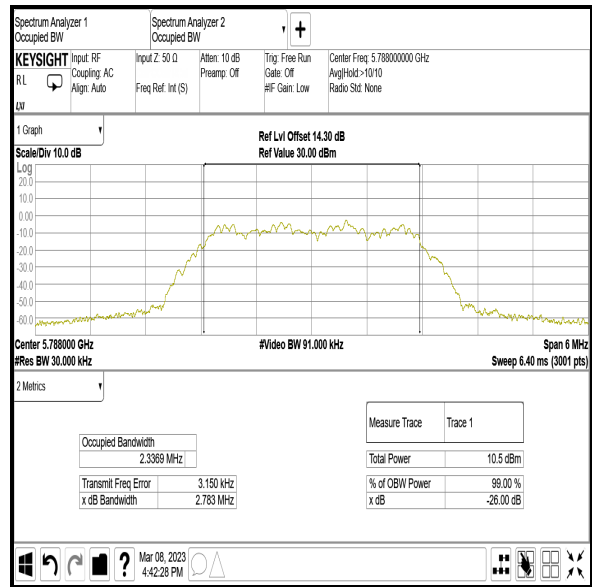 Spectrum Analyzer 1
Occupied BW
Spectrum Analyzer 2
Occupied BW
+
KEYSIGHT
RL
LXI
Input: RF
Coupling: AC
Align: Auto
Input Z: 50 Ω
Freq Ref: Int (S)
Atten: 10 dB
Preamp: Off
Trig: Free Run
Gate: Off
#IF Gain: Low
Center Freq: 5.788000000 GHz
Avg|Hold:>10/10
Radio Std: None
1 Graph
Scale/Div 10.0 dB
Ref Lvl Offset 14.30 dB
Ref Value 30.00 dBm
Log
20.0
10.0
0.00
-10.0
-20.0
-30.0
-40.0
-50.0
-60.0
Center 5.788000 GHz
#Video BW 91.000 kHz
Span 6 MHz
#Res BW 30.000 kHz
Sweep 6.40 ms (3001 pts)
2 Metrics
Measure Trace Trace 1
Occupied Bandwidth
2.3369 MHz
Total Power 10.5 dBm
Transmit Freq Error 3.150 kHz
% of OBW Power 99.00 %
x dB Bandwidth 2.783 MHz
x dB -26.00 dB
?
Mar 08, 2023
4:42:28 PM